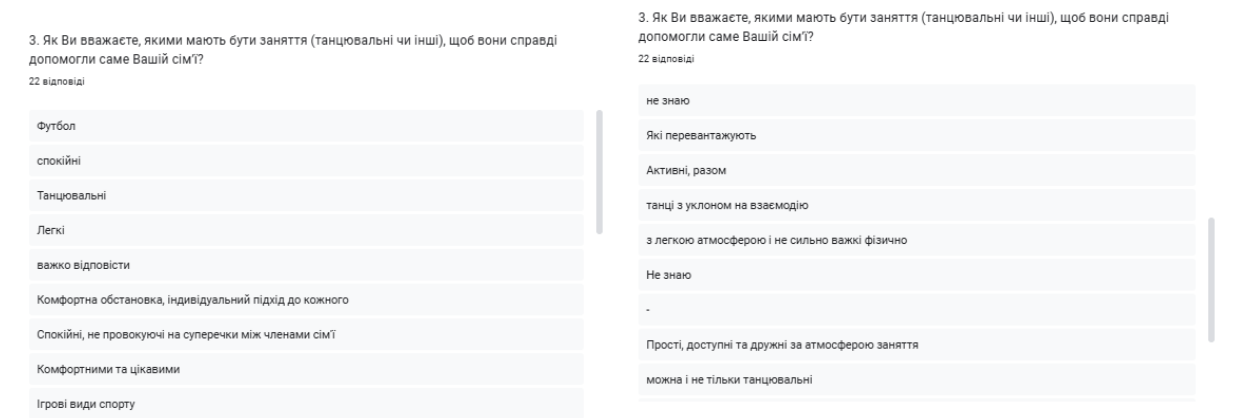 3. Як Ви вважаєте, якими мають бути заняття (танцювальні чи інші), щоб вони справді
допомогли саме Вашій сім'ї?
22 відповіді
Футбол
спокійні
Танцювальні
Легкі
важко відповісти
Комфортна обстановка, індивідуальний підхід до кожного
Спокійні, не провокуючі на суперечки між членами сім'ї
Комфортними та цікавими
Ігрові види спорту
3. Як Ви вважаєте, якими мають бути заняття (танцювальні чи інші), щоб вони справді
допомогли саме Вашій сім'ї?
22 відповіді
не знаю
Які перевантажують
Активні, разом
танці з уклоном на взаємодію
з легкою атмосферою і не сильно важкі фізично
Не знаю
-
Прості, доступні та дружні за атмосферою заняття
можна і не тільки танцювальні